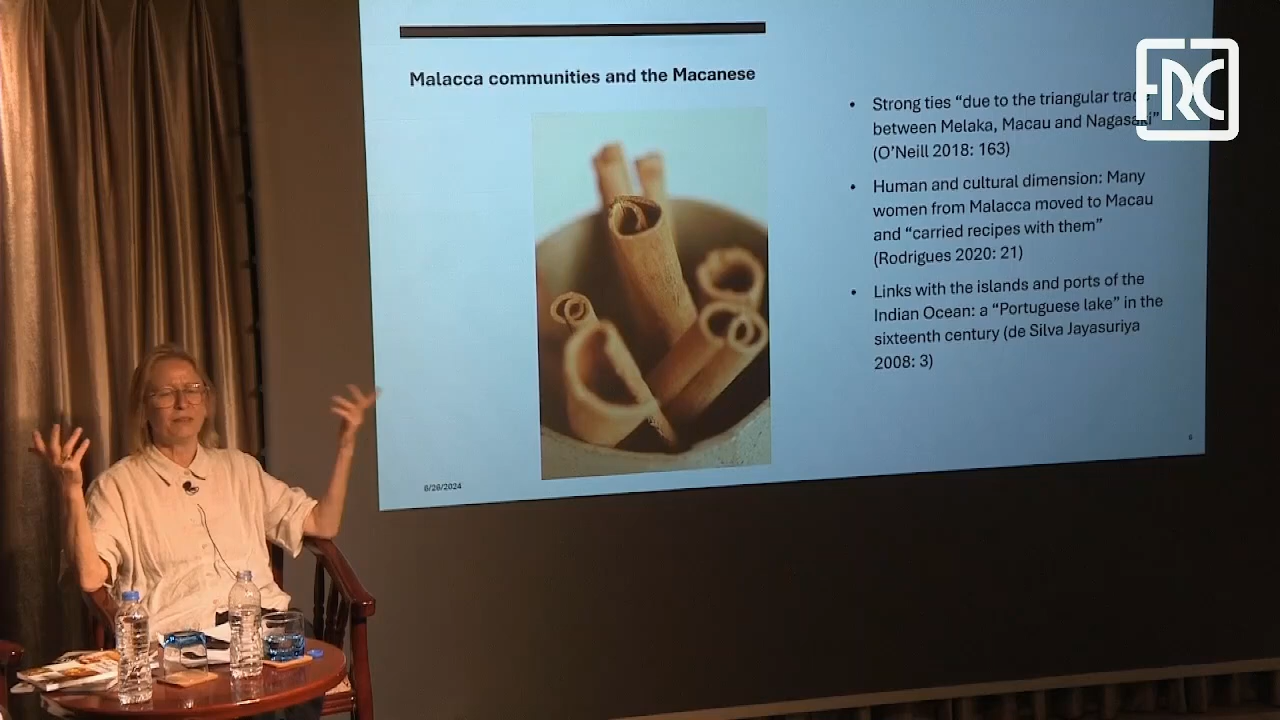 Malacca communities and the Macanese
• Strong ties “due to the triangular trade
between Melaka, Macau and Nagasaki”
(O’Neill 2018: 163)
• Human and cultural dimension: Many
women from Malacca moved to Macau
and “carried recipes with them”
(Rodrigues 2020: 21)
• Links with the islands and ports of the
Indian Ocean: a “Portuguese lake” in the
sixteenth century (de Silva Jayasuriya
2008: 3)
6/26/2024
FRC